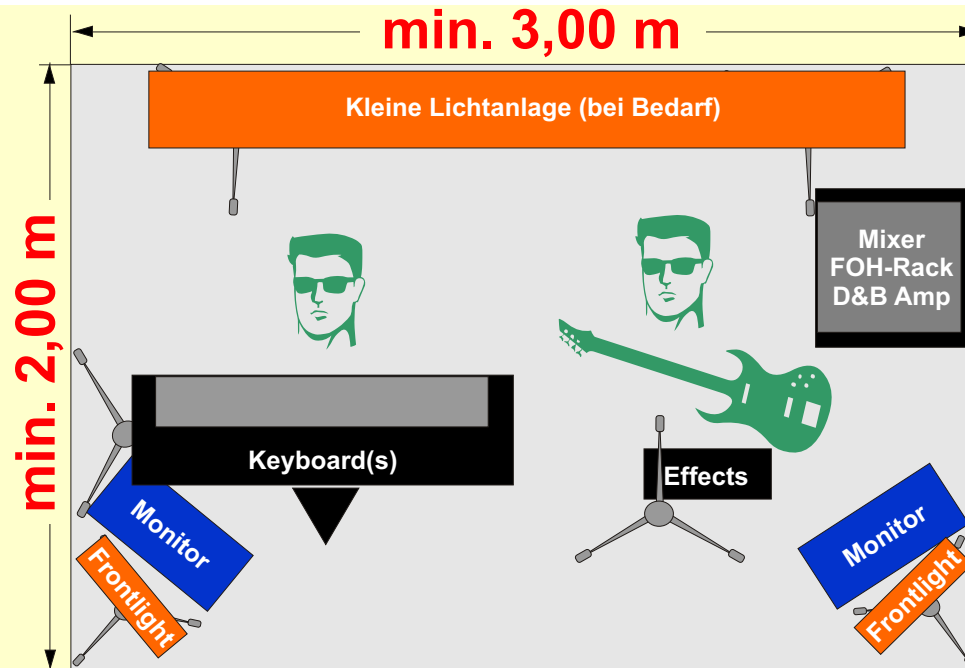 min. 3,00 m
Kleine Lichtanlage (bei Bedarf)
min. 2,00 m
Mixer
FOH-Rack
D&B Amp
Keyboard(s)
Effects
Monitor
Monitor
Frontlight
Frontlight